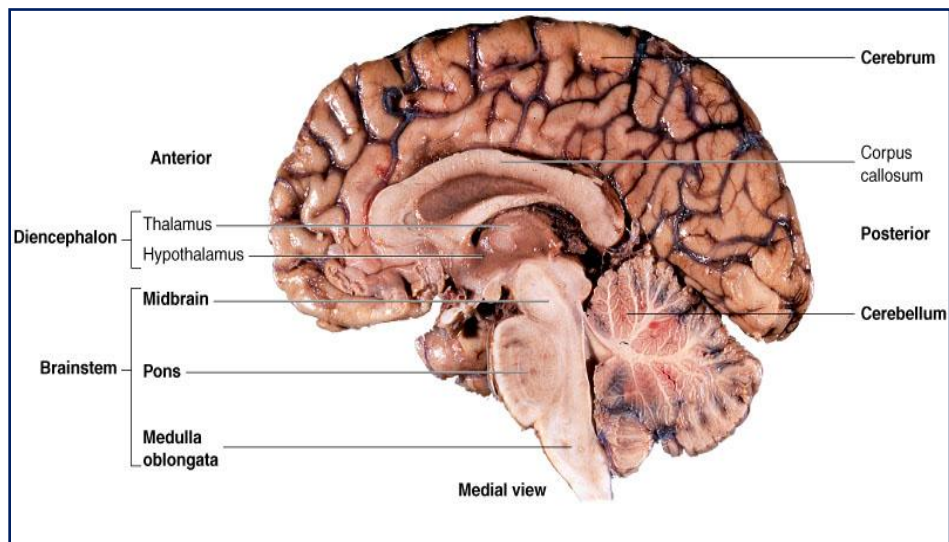 Cerebrum
Anterior
Corpus
callosum
Diencephalon
Thalamus
Hypothalamus
Posterior
Midbrain
Cerebellum
Brainstem
Pons
Medulla
oblongata
Medial view